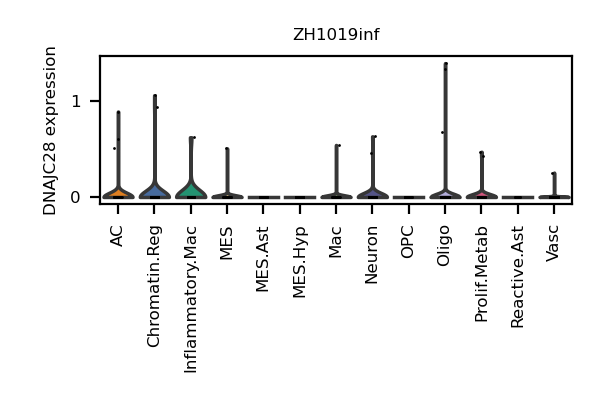 ZH1019inf
DNAJC28 expression
1
0
AC
Chromatin.Reg
Inflammatory.Mac
MES
MES.Ast
MES.Hyp
Mac
Neuron
OPC
Oligo
Prolif.Metab
Reactive.Ast
Vasc